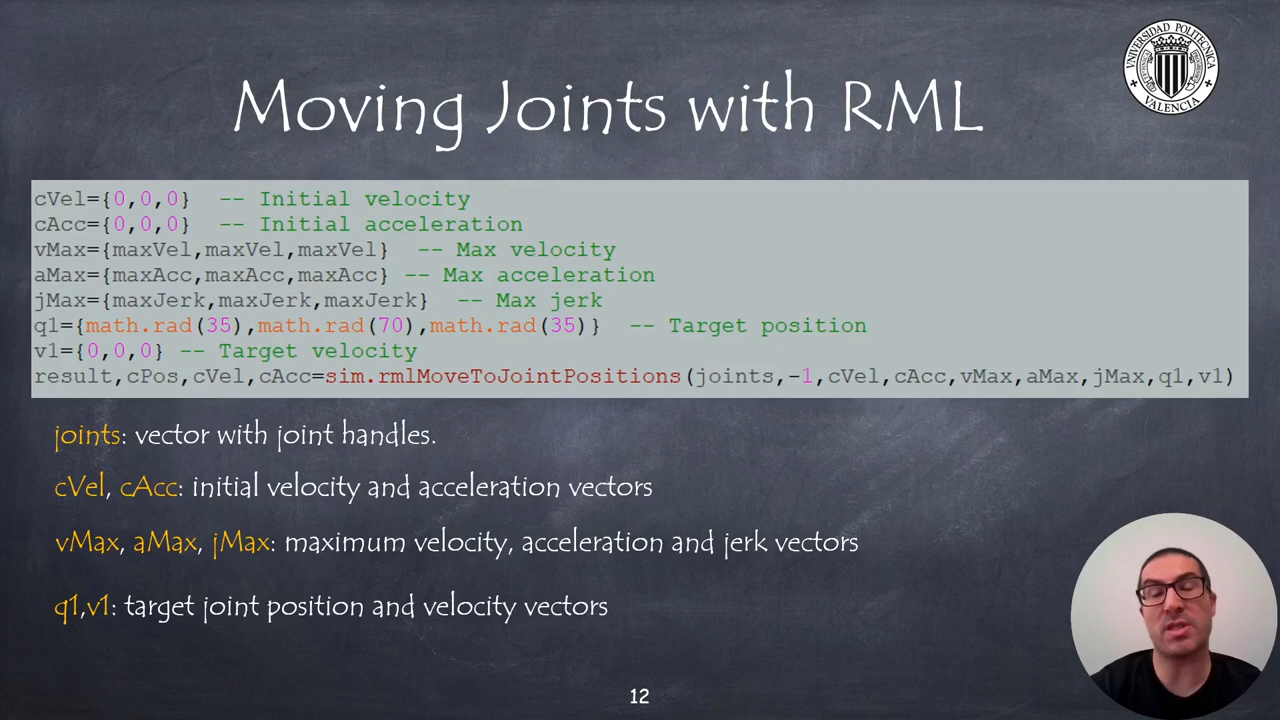 UNIVERSIDAD POLITECNICA
VALENCIA
Moving Joints with RML
cVel={0,0,0}  -- Initial velocity
cAcc={0,0,0}  -- Initial acceleration
vMax={maxVel,maxVel,maxVel}  -- Max velocity
aMax={maxAcc,maxAcc,maxAcc} -- Max acceleration
jMax={maxJerk,maxJerk,maxJerk}  -- Max jerk
q1={math.rad(35),math.rad(70),math.rad(35)}  -- Target position
v1={0,0,0} -- Target velocity
result,cPos,cVel,cAcc=sim.rmlMoveToJointPositions(joints,-1,cVel,cAcc,vMax,aMax,jMax,q1,v1)
joints: vector with joint handles.
cVel, cAcc: initial velocity and acceleration vectors
vMax, aMax, jMax: maximum velocity, acceleration and jerk vectors
q1,v1: target joint position and velocity vectors
12